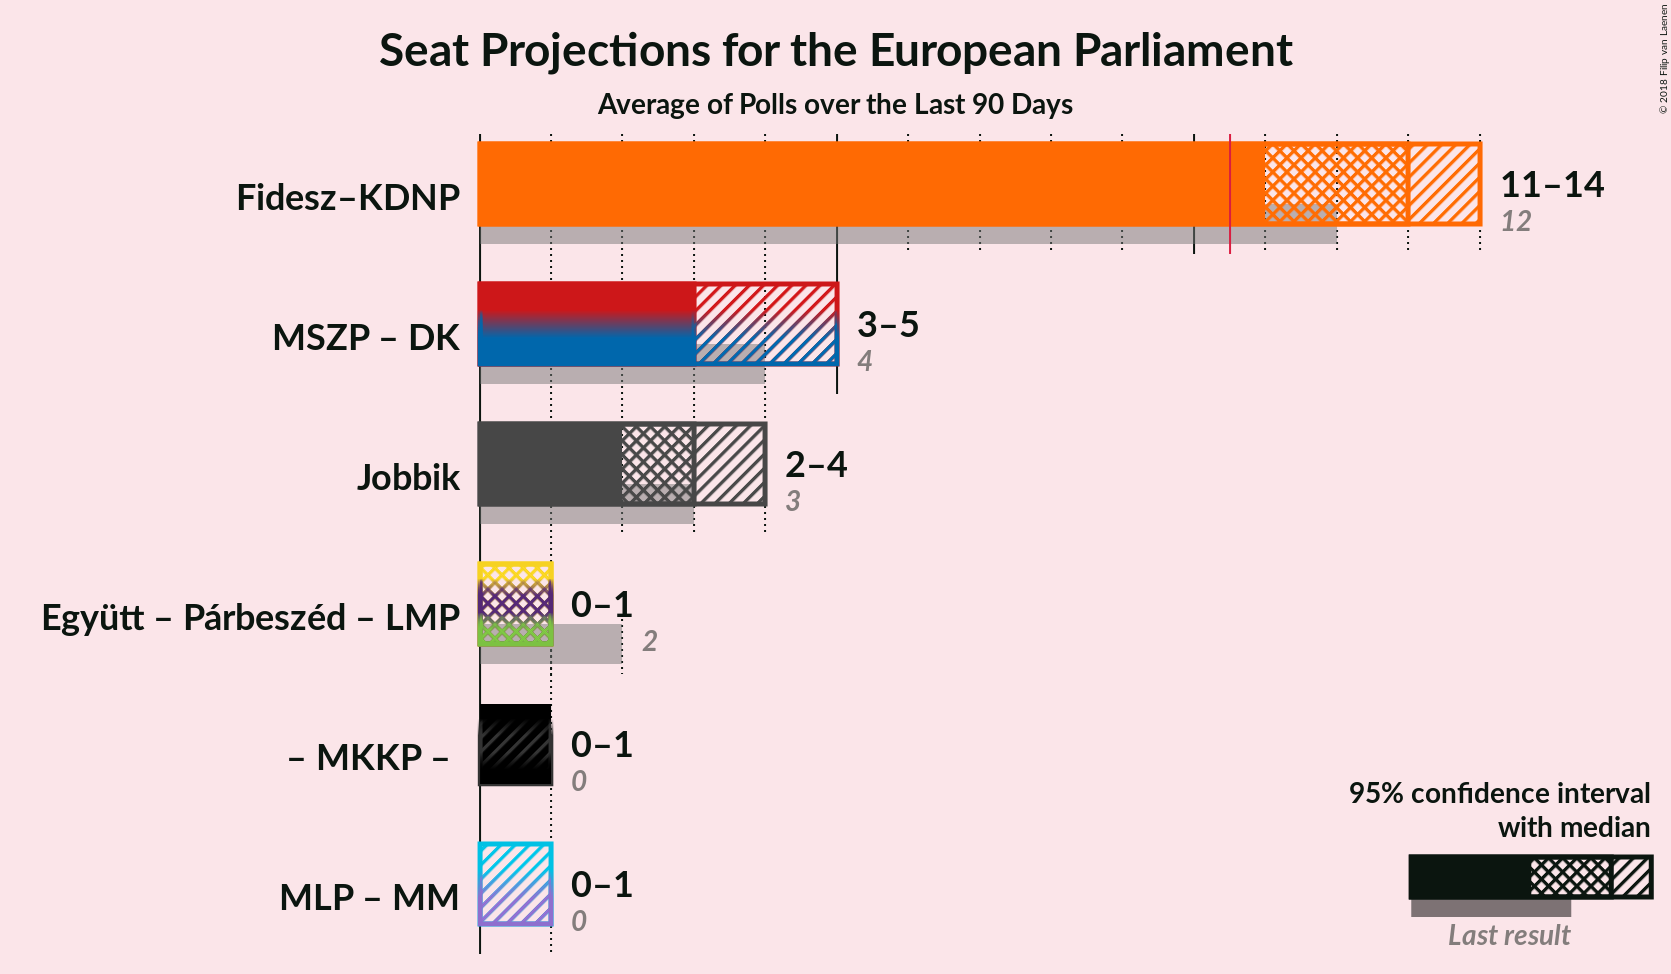 Seat Projections for the European Parliament
Average of Polls over the Last 90 Days
© 2018 Filip van Laenen
Fidesz–KDNP
11–14
12
MSZP – DK
3–5
4
Jobbik
2–4
3
Együtt – Párbeszéd – LMP
0–1
2
– MKKP –
0–1
0
MLP – MM
0–1
0
95% confidence interval
with median
Last result